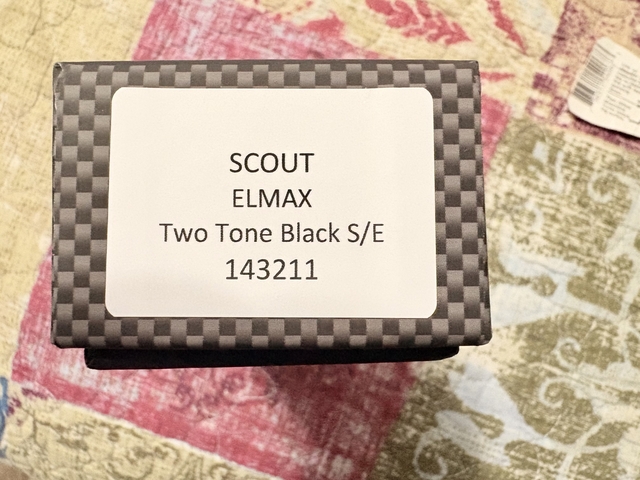 SCOUT
ELMAX
Two Tone Black S/E
143211